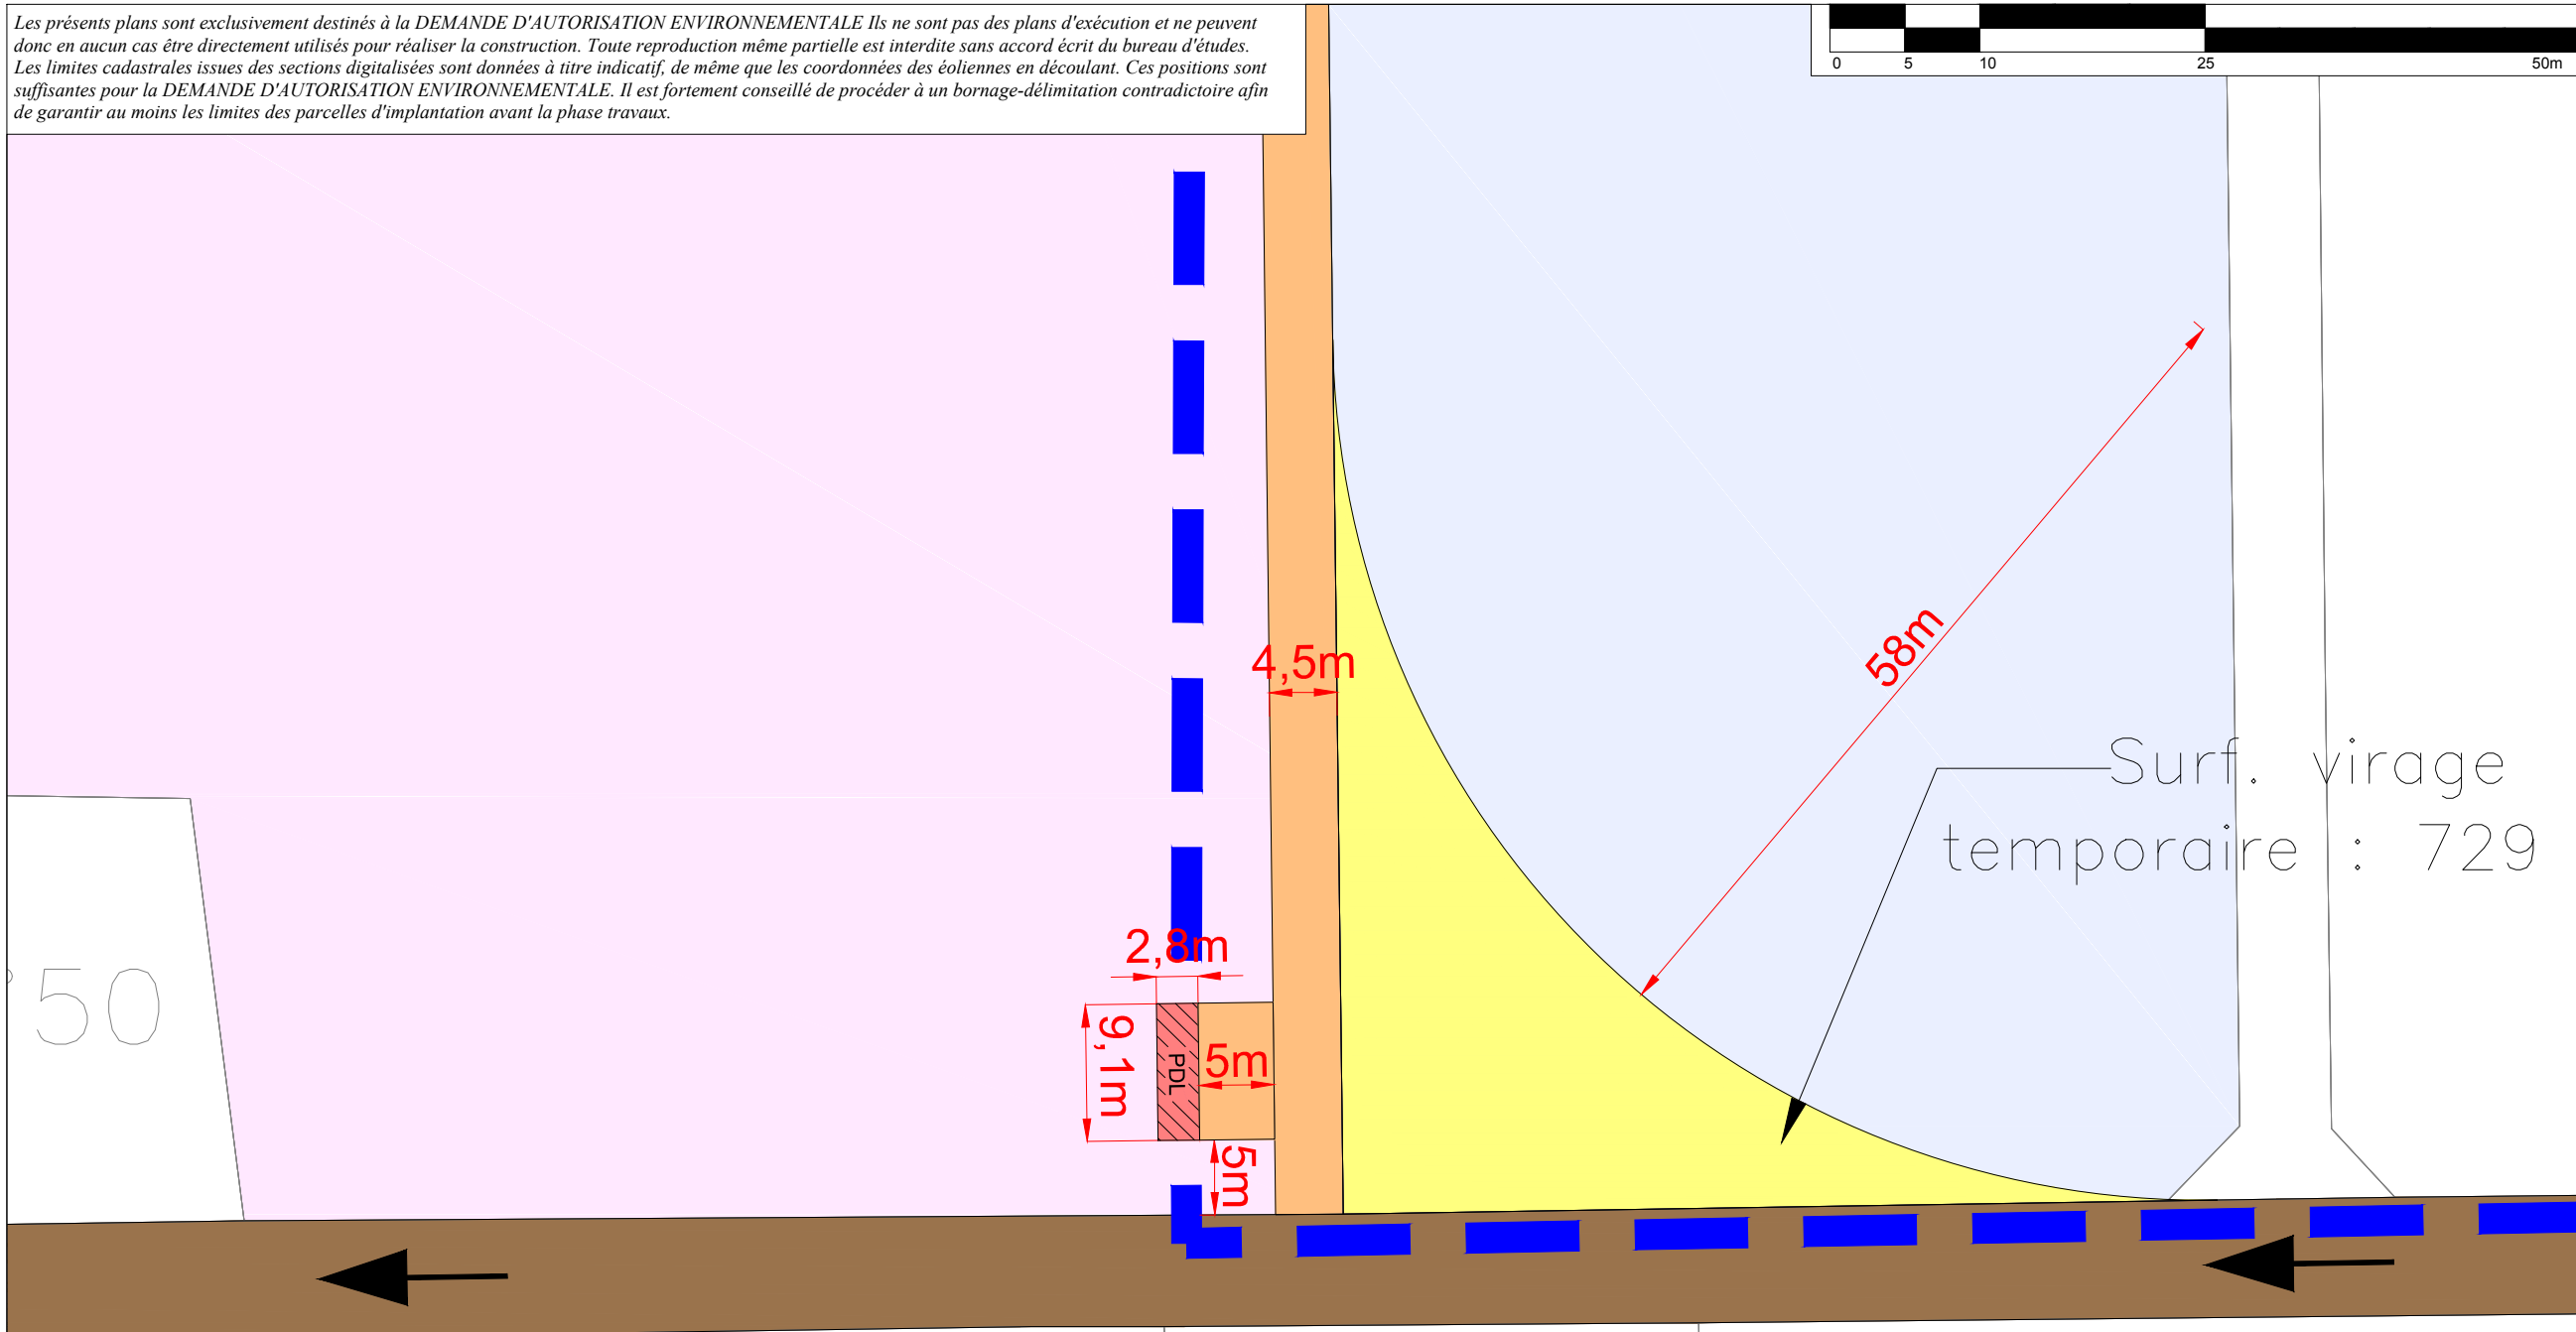 Les présents plans sont exclusivement destinés à la DEMANDE D'AUTORISATION ENVIRONNEMENTALE Ils ne sont pas des plans d'exécution et ne peuvent
donc en aucun cas être directement utilisés pour réaliser la construction. Toute reproduction même partielle est interdite sans accord écrit du bureau d'études.
Les limites cadastrales issues des sections digitalisées sont données à titre indicatif, de même que les coordonnées des éoliennes en découlant. Ces positions sont
suffisantes pour la DEMANDE D'AUTORISATION ENVIRONNEMENTALE. Il est fortement conseillé de procéder à un bornage-délimitation contradictoire afin
de garantir au moins les limites des parcelles d'implantation avant la phase travaux.
0 5 10 25 50m
4,5m
58m
Surf. virage
temporaire : 729
2,8m
50
9,1m
PDL
5m
5m